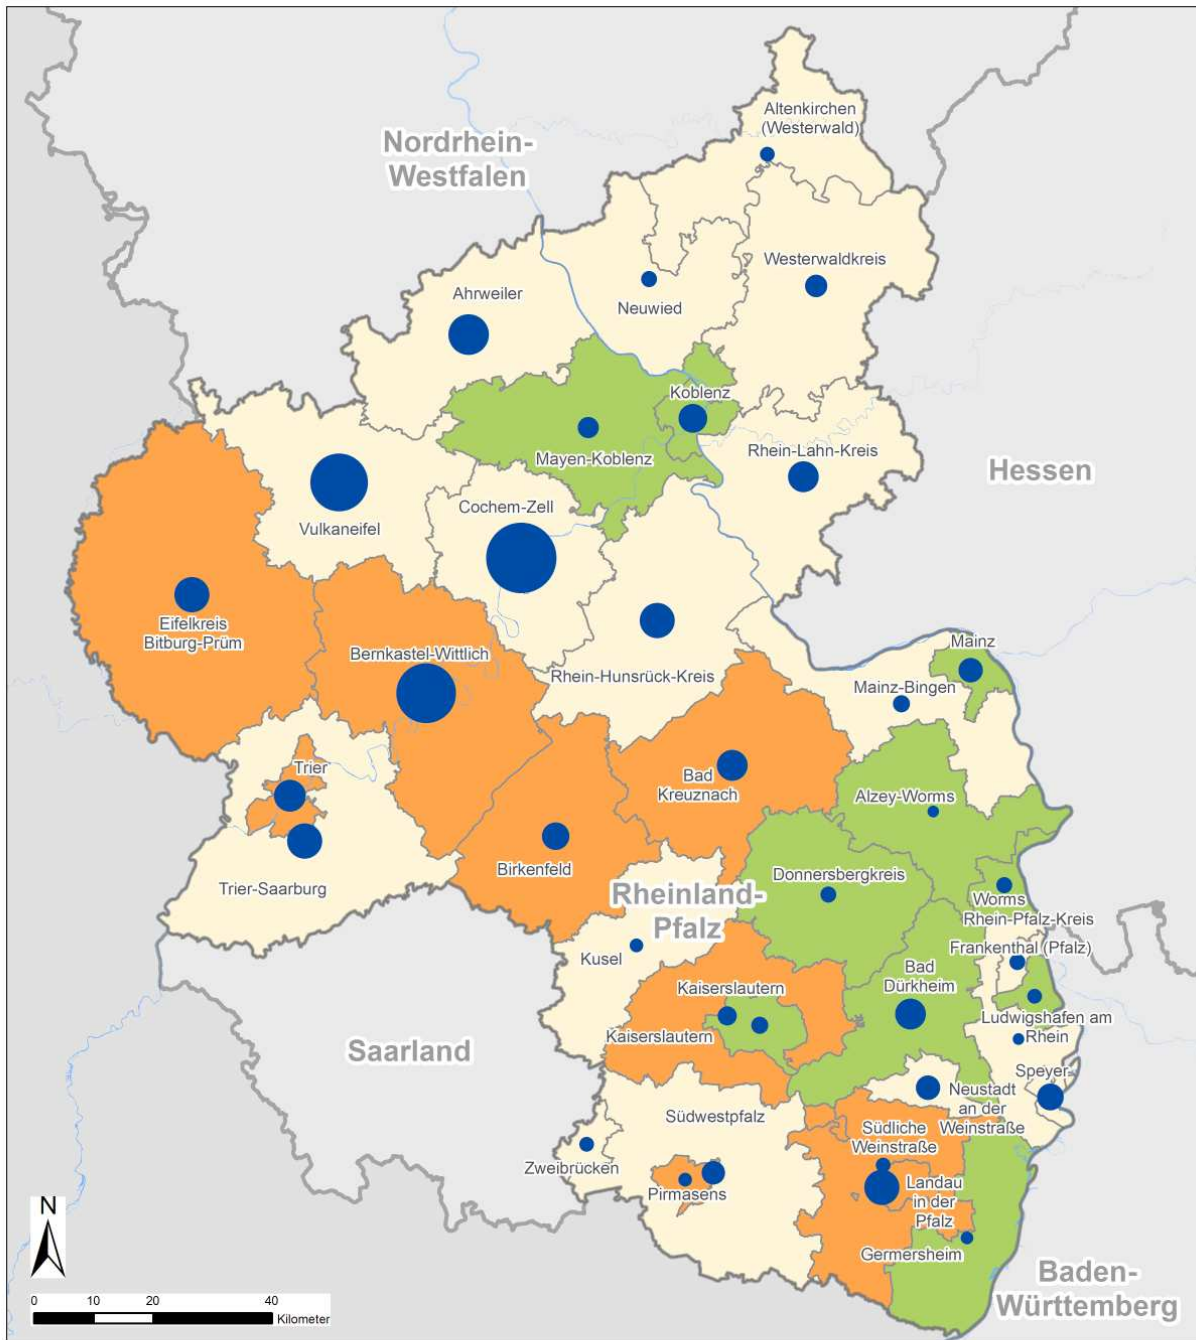 Altenkirchen
(Westerwald)
Nordrhein-
Westfalen
Westerwaldkreis
Ahrweiler
Neuwied
Koblenz
Mayen-Koblenz
Rhein-Lahn-Kreis
Hessen
Cochem-Zell
Vulkaneifel
Eifelkreis
Bitburg-Prüm
Bernkastel-Wittlich
Rhein-Hunsrück-Kreis
Mainz
Mainz-Bingen
Trier
Bad
Kreuznach
Alzey-Worms
Birkenfeld
Donnersbergkreis
Trier-Saarburg
Rheinland-
Pfalz
Worms
Rhein-Pfalz-Kreis
Frankenthal (Pfalz)
Kusel
Bad
Dürkheim
Kaiserslautern
Ludwigshafen am
Rhein
Kaiserslautern
Saarland
Speyer
Neustadt
an der
Weinstraße
Südwestpfalz
Südliche
Weinstraße
Zweibrücken
Pirmasens
Landau
in der
Pfalz
Germersheim
N
Baden-
Württemberg
0 10 20 40
Kilometer